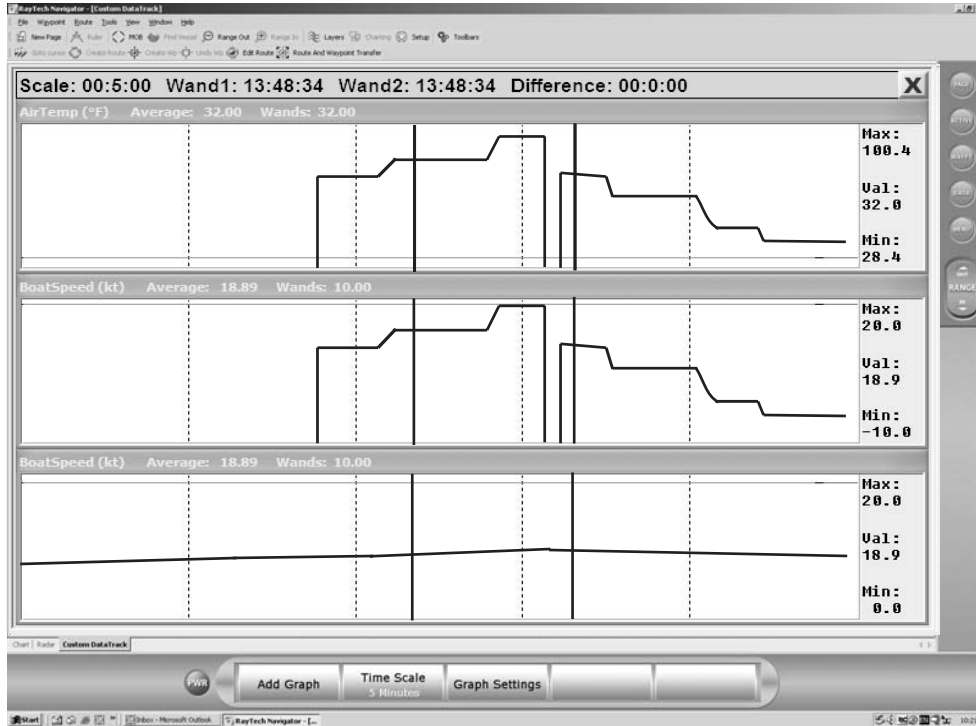 RayTech Navigator - [Custom DataTrack]
File Waypoint Route Tools View Window Help
New Page Ruler MOB Find Vessel Range Out Range In Layers Charting Setup Toolbars
Goto cursor Create Route Create Wp Undo Wp Edit Route Route And Waypoint Transfer
Scale: 00:5:00 Wand1: 13:48:34 Wand2: 13:48:34 Difference: 00:0:00 X
AirTemp (°F) Average: 32.00 Wands: 32.00
Max:
100.4
Val:
32.0
Min:
28.4
BoatSpeed (kt) Average: 18.89 Wands: 10.00
Max:
20.0
Val:
18.9
Min:
-10.0
BoatSpeed (kt) Average: 18.89 Wands: 10.00
Max:
20.0
Val:
18.9
Min:
0.0
PAGE
ACTIVE
WAYPT
DATA
MENU
RANGE
Chart Radar Custom DataTrack
PWR Add Graph Time Scale Graph Settings
5 Minutes
Start Inbox - Microsoft Outlook RayTech Navigator - [...